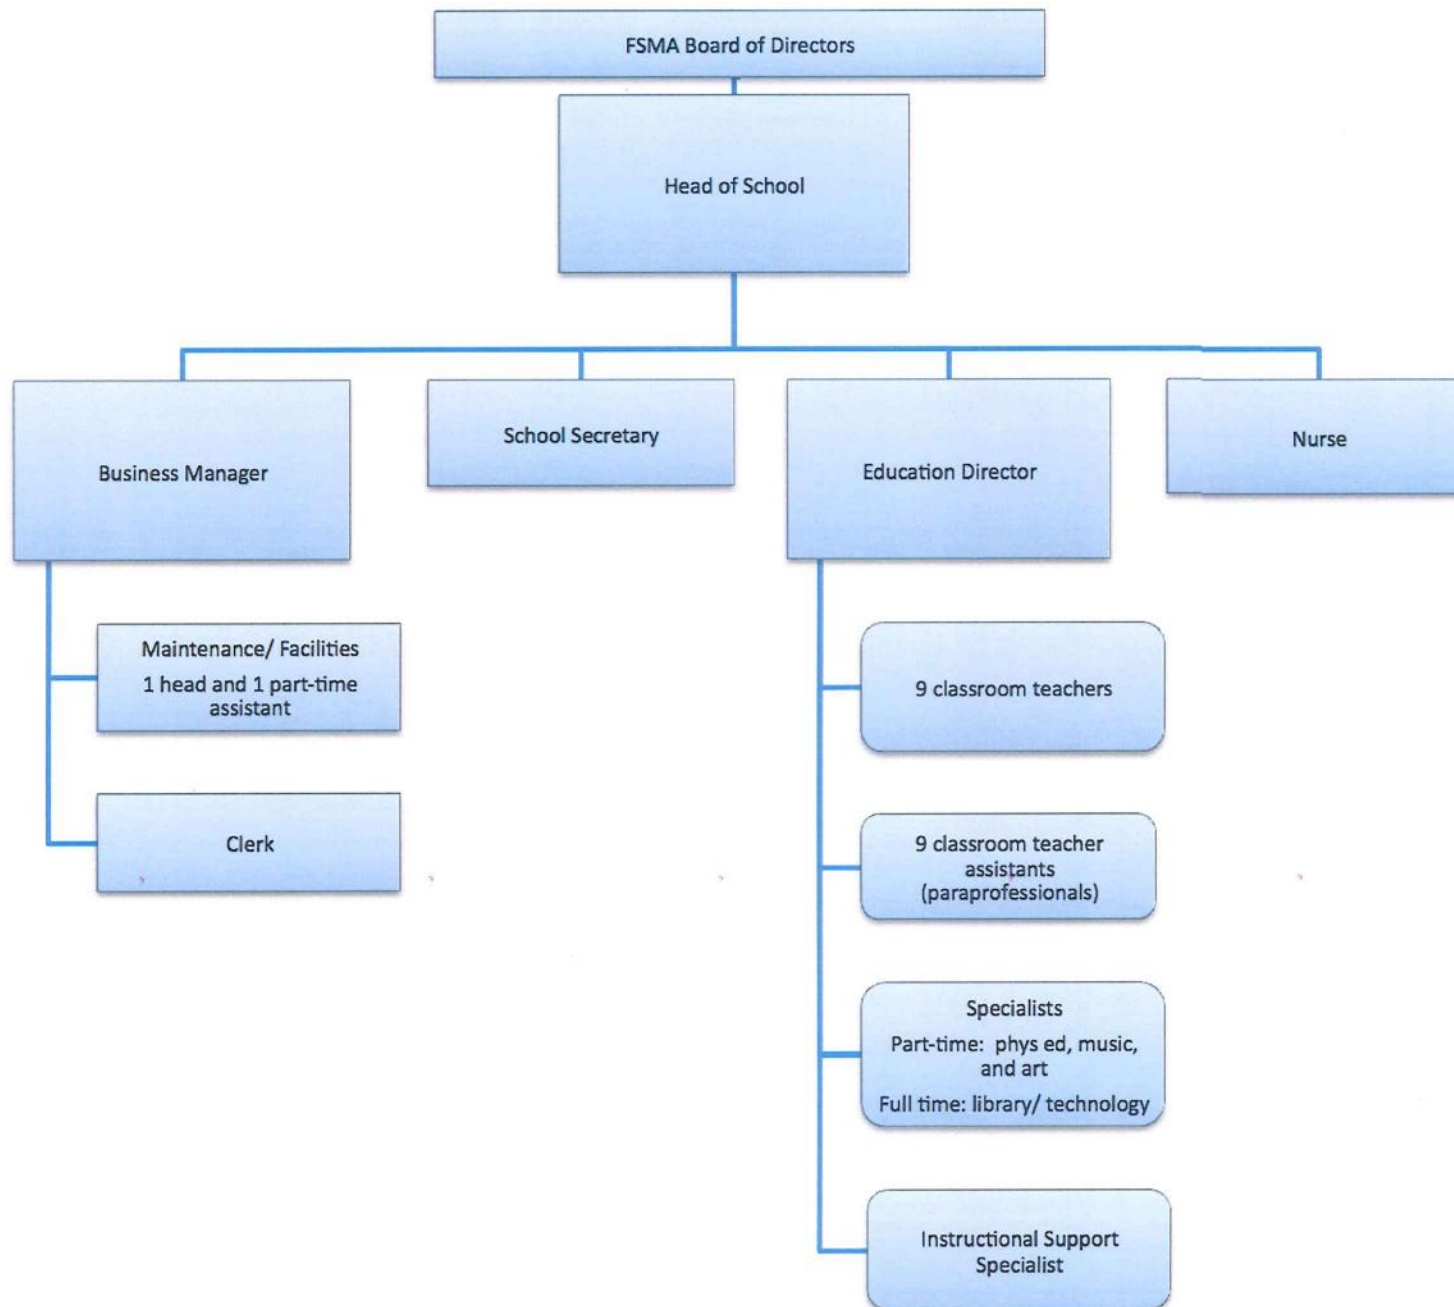 FSMA Board of Directors
Head of School
Business Manager
School Secretary
Education Director
Nurse
Maintenance/ Facilities
1 head and 1 part-time
assistant
Clerk
9 classroom teachers
9 classroom teacher
assistants
(paraprofessionals)
Specialists
Part-time:  phys ed, music,
and art
Full time: library/ technology
Instructional Support
Specialist